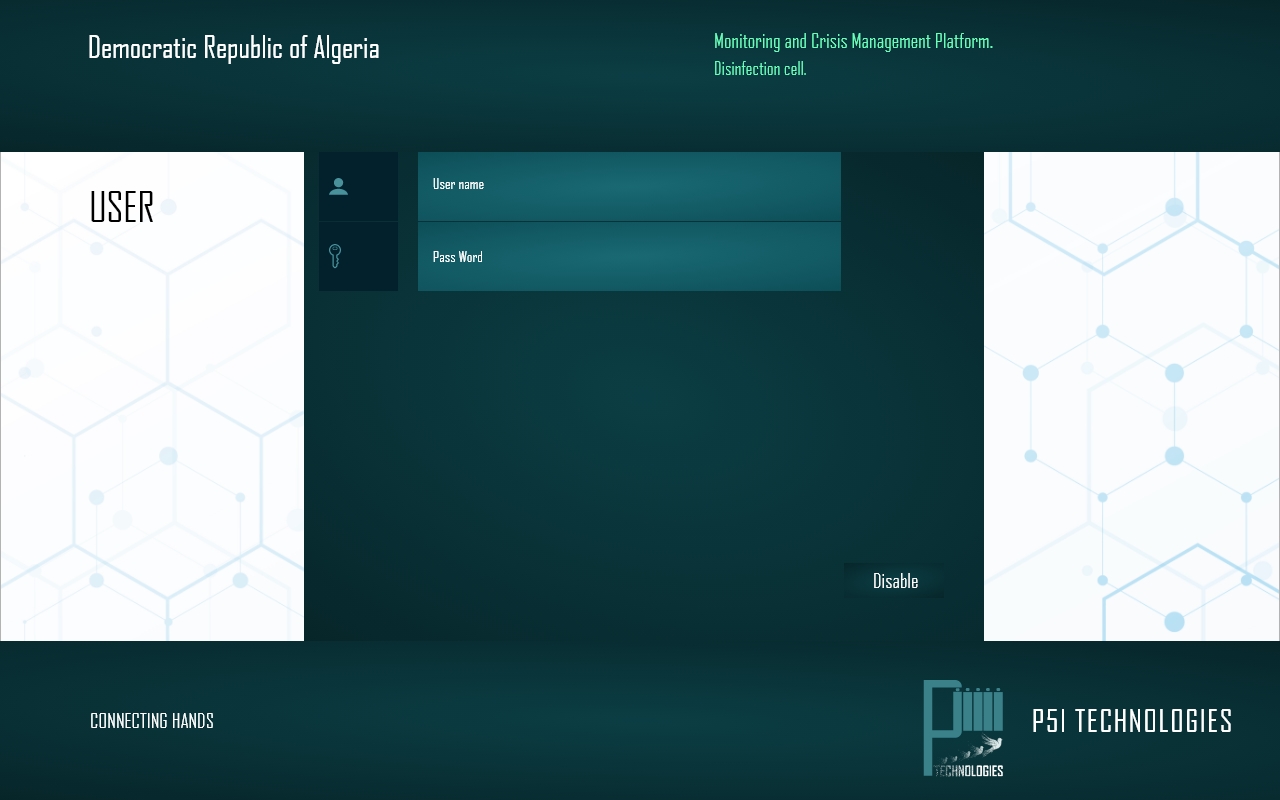 Democratic Republic of Algeria
Monitoring and Crisis Management Platform.
Disinfection cell.
USER
User name
Pass Word
Disable
CONNECTING HANDS
P5I TECHNOLOGIES
TECHNOLOGIES